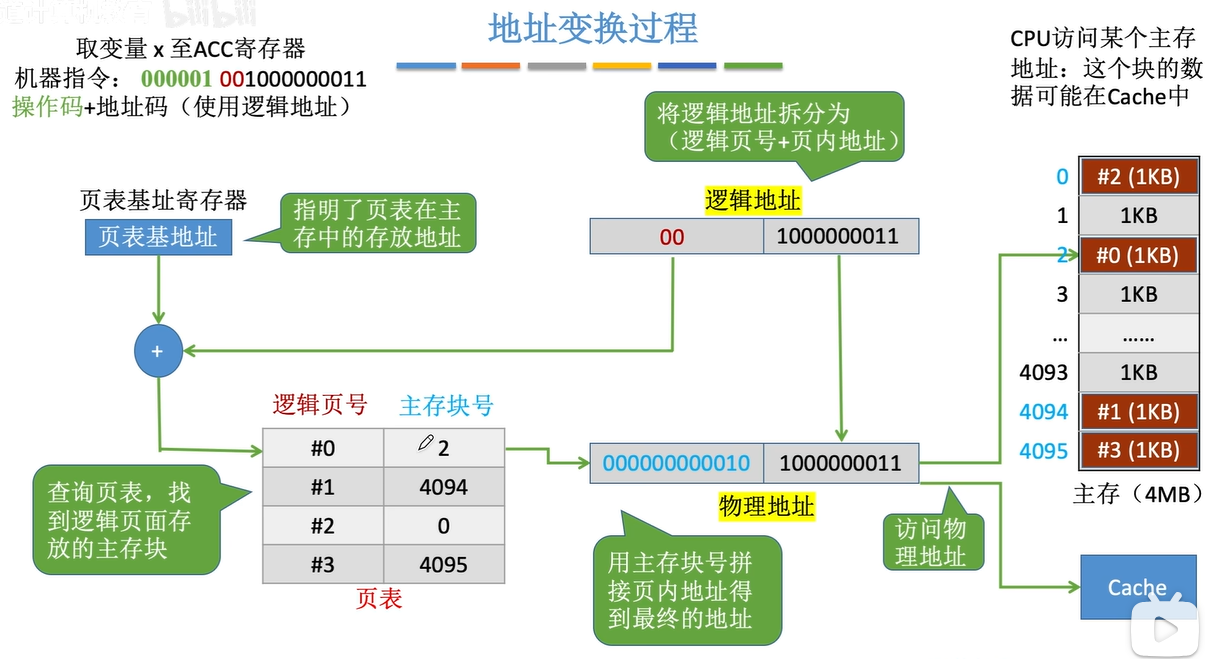 bilibili
地址变换过程
取变量 x 至ACC寄存器
机器指令： 000001 001000000011
操作码+地址码（使用逻辑地址）
CPU访问某个主存
地址：这个块的数
据可能在Cache中
将逻辑地址拆分为
（逻辑页号+页内地址）
页表基址寄存器
页表基地址
指明了页表在主
存中的存放地址
逻辑地址
00 1000000011
+
逻辑页号 主存块号
#0 2
#1 4094
#2 0
#3 4095
页表
查询页表，找
到逻辑页面存
放的主存块
000000000010 1000000011
物理地址
用主存块号拼
接页内地址得
到最终的地址
访问物
理地址
0 #2 (1KB)
1 1KB
2 #0 (1KB)
3 1KB
... ......
4093 1KB
4094 #1 (1KB)
4095 #3 (1KB)
主存（4MB）
Cache